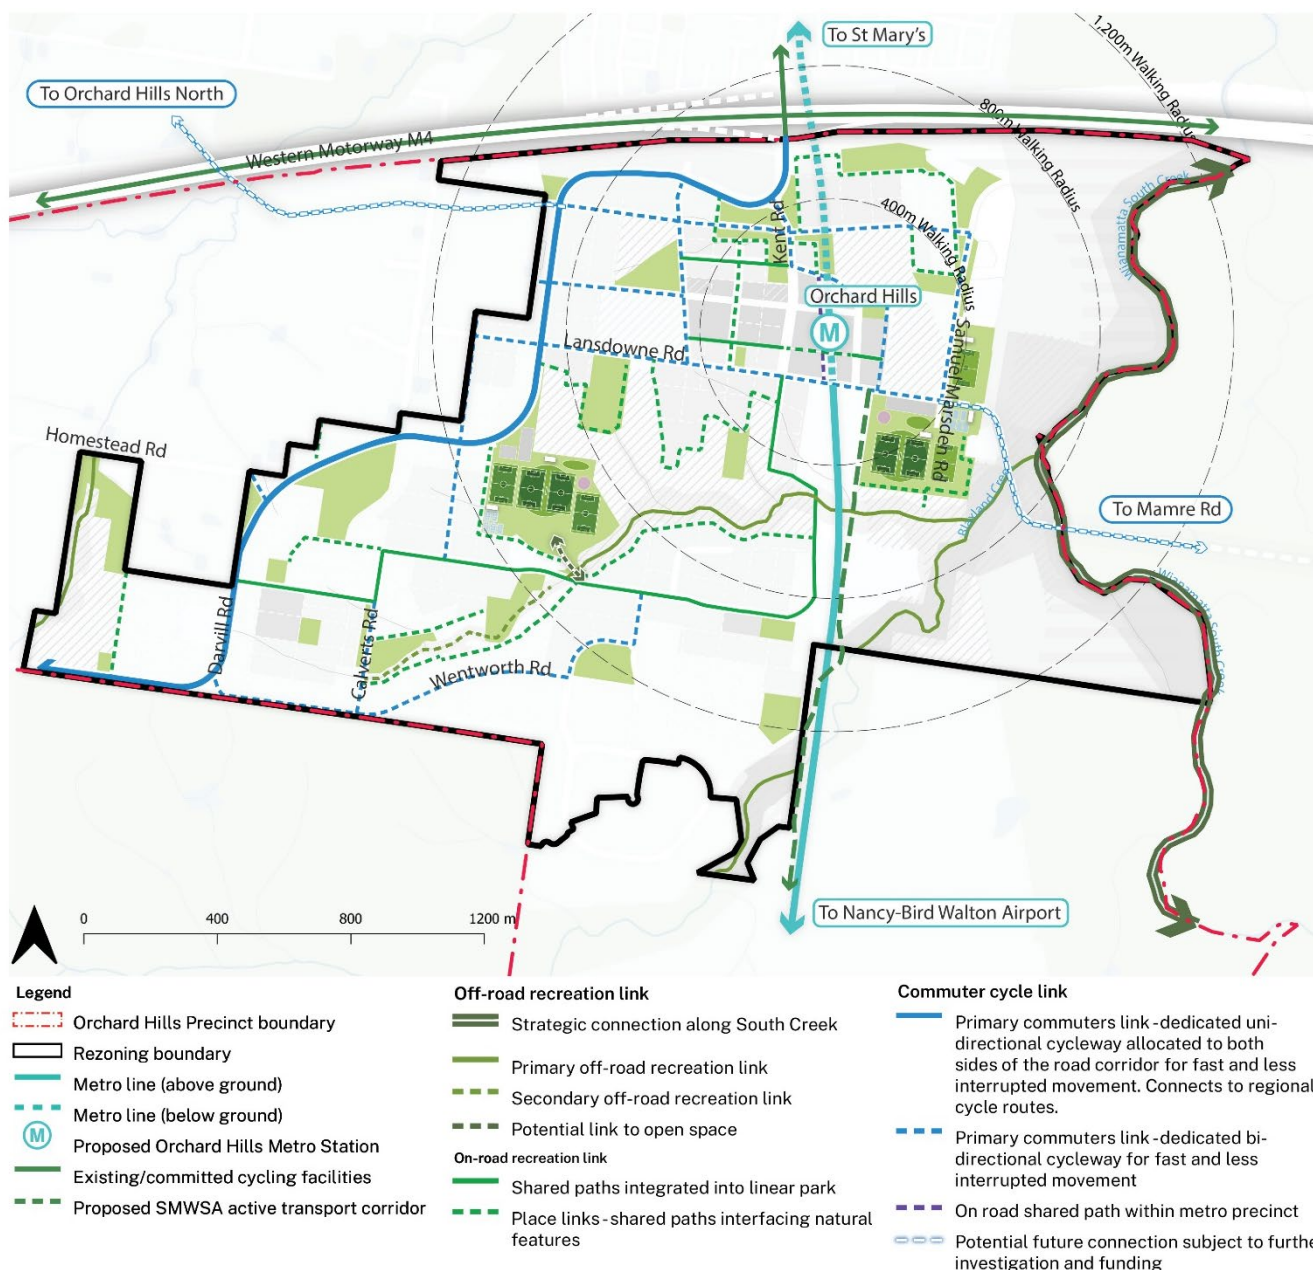 To St Mary's
1,200m Walking Radius
To Orchard Hills North
800m Walking Radius
Western Motorway M4
Wianamatta South Creek
Kent Rd
400m Walking Radius
Orchard Hills
M
Lansdowne Rd
Samuel Marsden Rd
Homestead Rd
Blaxland Creek
To Mamre Rd
Wianamatta South Creek
Darvill Rd
Calverts Rd
Wentworth Rd
To Nancy-Bird Walton Airport
0 400 800 1200 m
Legend
Orchard Hills Precinct boundary
Rezoning boundary
Metro line (above ground)
Metro line (below ground)
M
Proposed Orchard Hills Metro Station
Existing/committed cycling facilities
Proposed SMWSA active transport corridor
Off-road recreation link
Strategic connection along South Creek
Primary off-road recreation link
Secondary off-road recreation link
Potential link to open space
On-road recreation link
Shared paths integrated into linear park
Place links - shared paths interfacing natural
features
Commuter cycle link
Primary commuters link - dedicated uni-
directional cycleway allocated to both
sides of the road corridor for fast and less
interrupted movement. Connects to regional
cycle routes.
Primary commuters link - dedicated bi-
directional cycleway for fast and less
interrupted movement
On road shared path within metro precinct
Potential future connection subject to furthe
investigation and funding